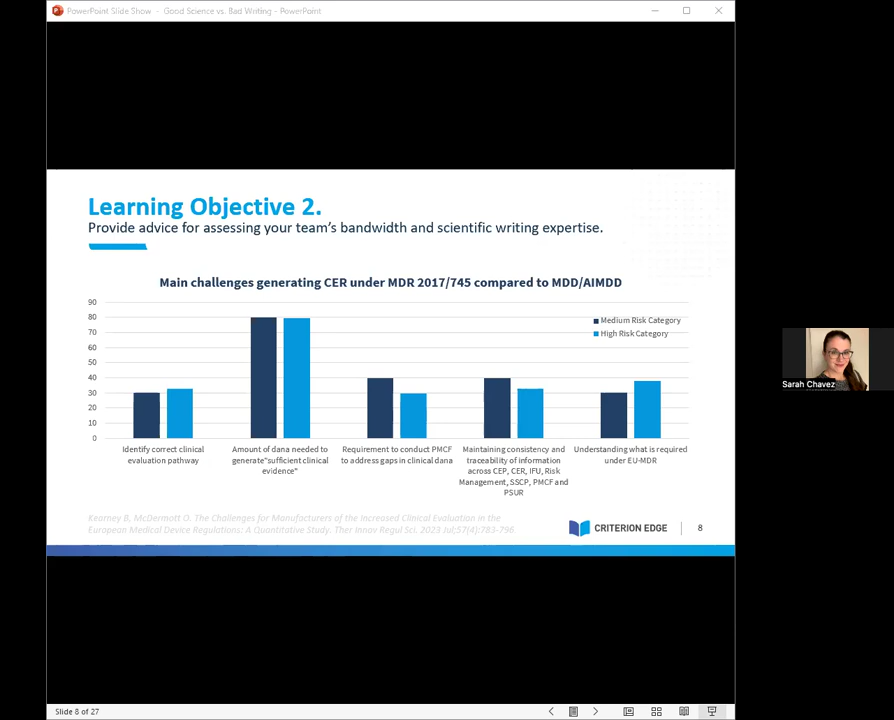 PowerPoint Slide Show - Good Science vs. Bad Writing - PowerPoint
Learning Objective 2.
Provide advice for assessing your team's bandwidth and scientific writing expertise.
Main challenges generating CER under MDR 2017/745 compared to MDD/AIMDD
90
80
70
60
50
40
30
20
10
0
Medium Risk Category
High Risk Category
Identify correct clinical
evaluation pathway
Amount of dana needed to
generate"sufficient clinical
evidence"
Requirement to conduct PMCF
to address gaps in clinical dana
Maintaining consistency and
traceability of information
across CEP, CER, IFU, Risk
Management, SSCP, PMCF and
PSUR
Understanding what is required
under EU-MDR
Kearney B, McDermott O. The Challenges for Manufacturers of the Increased Clinical Evaluation in the
European Medical Device Regulations: A Quantitative Study. Ther Innov Regul Sci. 2023 Jul;57(4):783-796.
CRITERION EDGE
8
Sarah Chavez
Slide 8 of 27